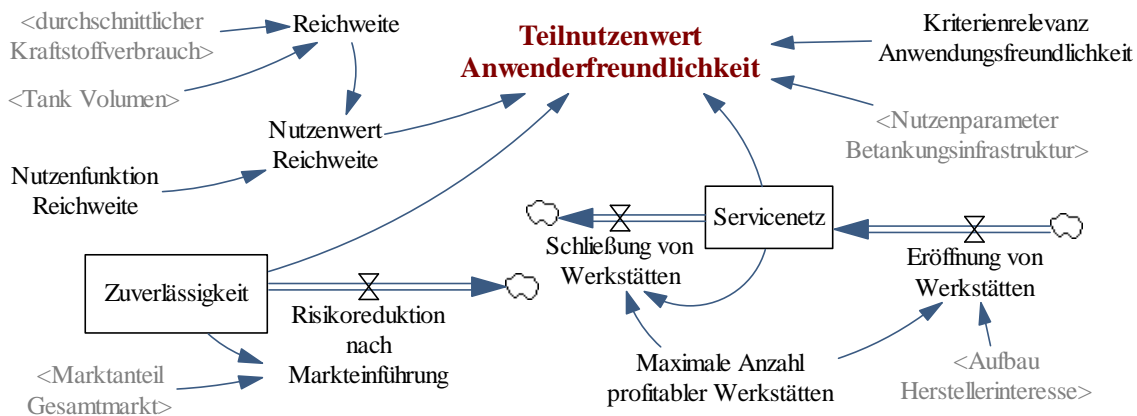 <durchschnittlicher
Kraftstoffverbrauch>
Reichweite
Teilnutzenwert
Anwenderfreundlichkeit
Kriterienrelevanz
Anwendungsfreundlichkeit
<Tank Volumen>
Nutzenwert
Reichweite
<Nutzenparameter
Betankungsinfrastruktur>
Nutzenfunktion
Reichweite
Servicenetz
Schließung von
Werkstätten
Eröffnung von
Werkstätten
Zuverlässigkeit
Risikoreduktion
nach
Markteinführung
Maximale Anzahl
profitabler Werkstätten
<Marktanteil
Gesamtmarkt>
<Aufbau
Herstellerinteresse>